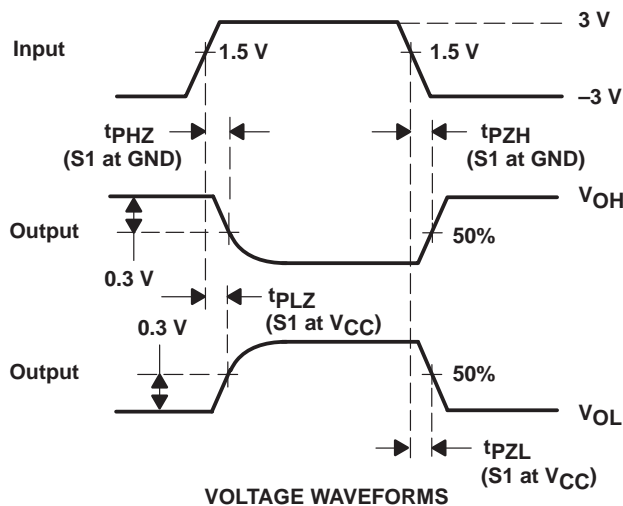 3 V
Input
1.5 V
1.5 V
–3 V
tPHZ
(S1 at GND)
tPZH
(S1 at GND)
VOH
Output
50%
0.3 V
tPLZ
(S1 at VCC)
0.3 V
Output
50%
VOL
tPZL
(S1 at VCC)
VOLTAGE WAVEFORMS